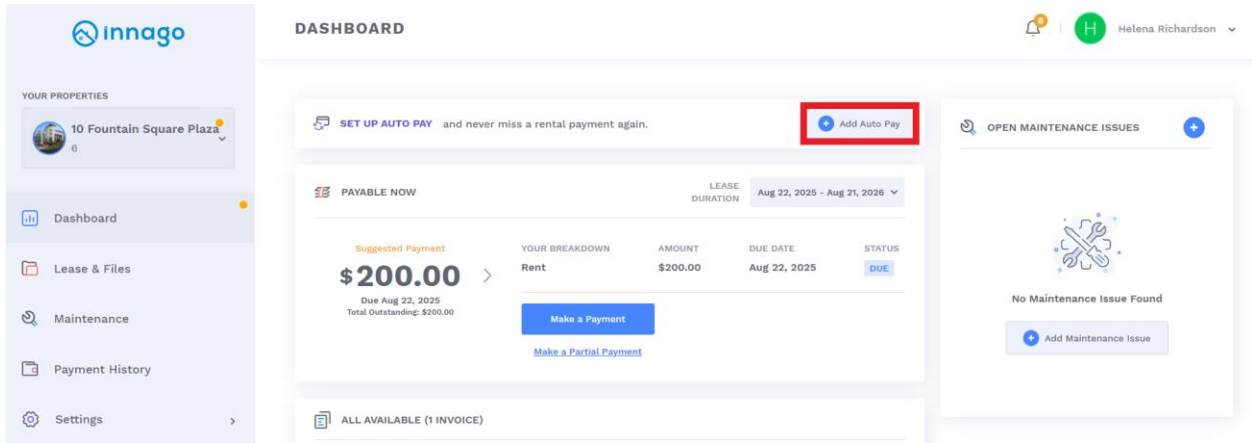 innago
DASHBOARD
H
Helena Richardson
YOUR PROPERTIES
10 Fountain Square Plaza
6
Dashboard
Lease & Files
Maintenance
Payment History
Settings
SET UP AUTO PAY and never miss a rental payment again.
Add Auto Pay
PAYABLE NOW
LEASE DURATION
Aug 22, 2025 - Aug 21, 2026
Suggested Payment
$200.00
Due Aug 22, 2025
Total Outstanding: $200.00
YOUR BREAKDOWN AMOUNT DUE DATE STATUS
Rent $200.00 Aug 22, 2025 DUE
Make a Payment
Make a Partial Payment
ALL AVAILABLE (1 INVOICE)
OPEN MAINTENANCE ISSUES
No Maintenance Issue Found
Add Maintenance Issue